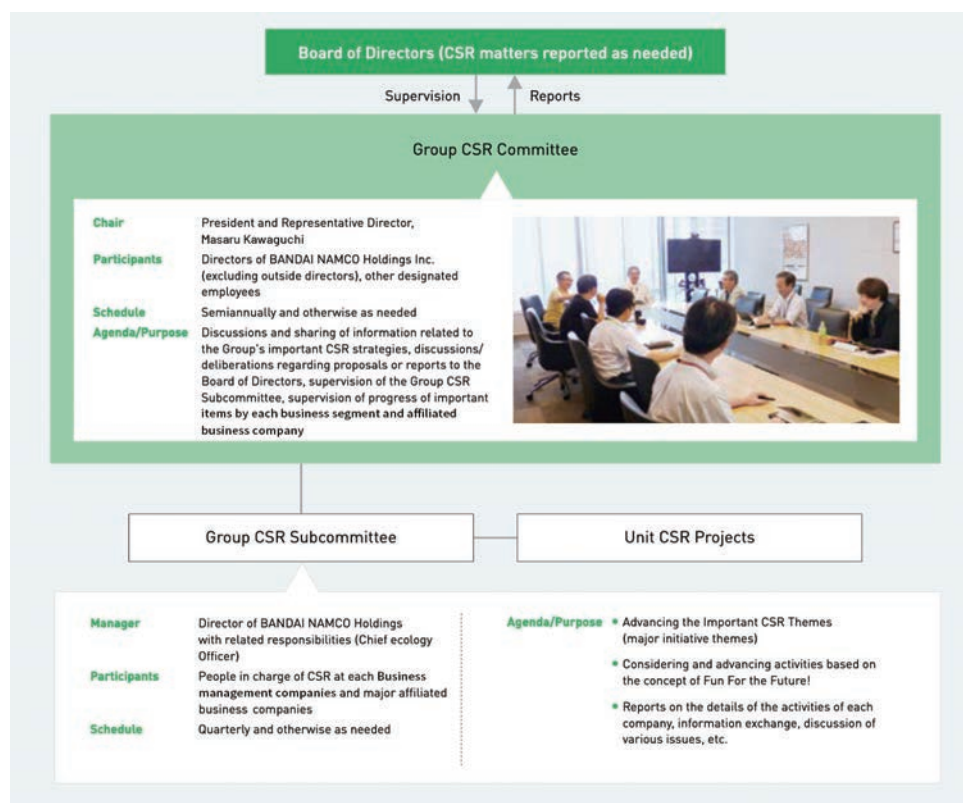 Board of Directors (CSR matters reported as needed)
Supervision
Reports
Group CSR Committee
Chair
President and Representative Director,
Masaru Kawaguchi
Participants
Directors of BANDAI NAMCO Holdings Inc.
(excluding outside directors), other designated
employees
Schedule
Semiannually and otherwise as needed
Agenda/Purpose
Discussions and sharing of information related to
the Group's important CSR strategies, discussions/
deliberations regarding proposals or reports to the
Board of Directors, supervision of the Group CSR
Subcommittee, supervision of progress of important
items by each business segment and affiliated
business company
Group CSR Subcommittee
Unit CSR Projects
Manager
Director of BANDAI NAMCO Holdings
with related responsibilities (Chief ecology
Officer)
Participants
People in charge of CSR at each Business
management companies and major affiliated
business companies
Schedule
Quarterly and otherwise as needed
Agenda/Purpose
• Advancing the Important CSR Themes
(major initiative themes)
• Considering and advancing activities based on
the concept of Fun For the Future!
• Reports on the details of the activities of each
company, information exchange, discussion of
various issues, etc.